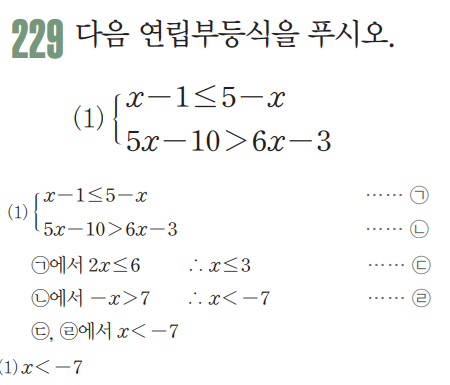 229 다음 연립부등식을 푸시오.
(1) { x-1≤5-x
5x-10>6x-3
(1) { x-1≤5-x …… ㉠
5x-10>6x-3 …… ㉡
㉠에서 2x≤6 ∴ x≤3 …… ㉢
㉡에서 -x>7 ∴ x<-7 …… ㉣
㉢, ㉣에서 x<-7
(1) x<-7